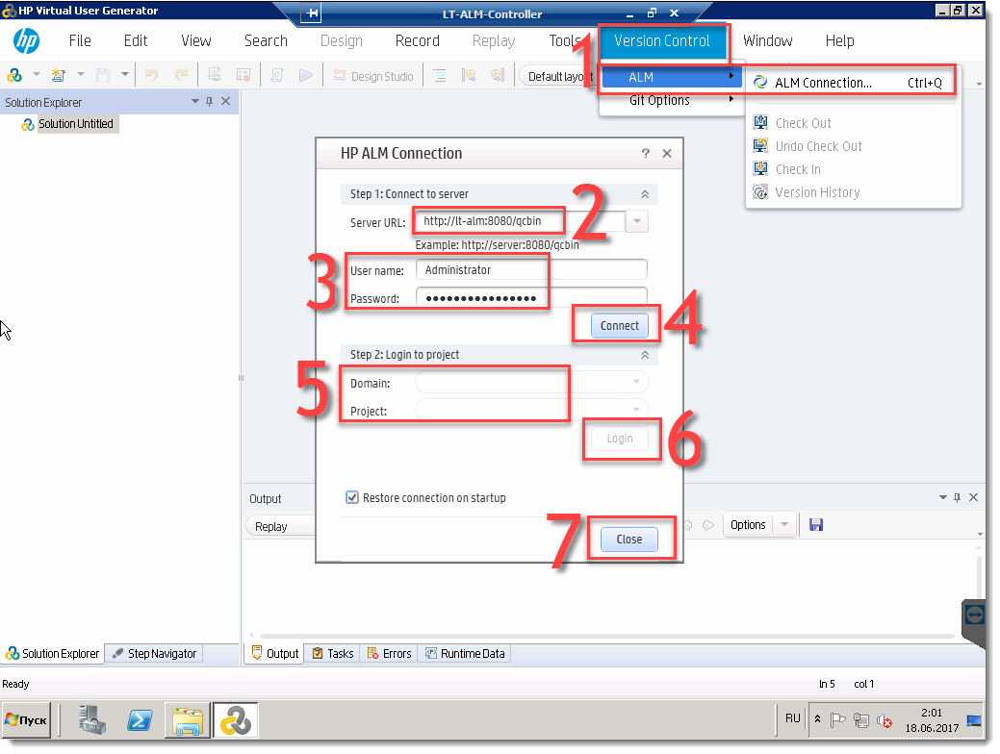 HP Virtual User Generator
LT-ALM-Controller
hp
File Edit View Search Design Record Replay Tools Version Control Window Help
1
Design Studio
Default layout
ALM
Git Options
ALM Connection... Ctrl+Q
Check Out
Undo Check Out
Check In
Version History
Solution Explorer
Solution Untitled
HP ALM Connection ?
Step 1: Connect to server
2
Server URL: http://lt-alm:8080/qcbin
Example: http://server:8080/qcbin
3
User name: Administrator
Password: ••••••••••••••••
Connect
4
Step 2: Login to project
5
Domain:
Project:
Login
6
Restore connection on startup
7
Close
Output
Replay
Options
Solution Explorer Step Navigator
Output Tasks Errors Runtime Data
Ready
ln 5 col 1
Пуск
RU
2:01
18.06.2017